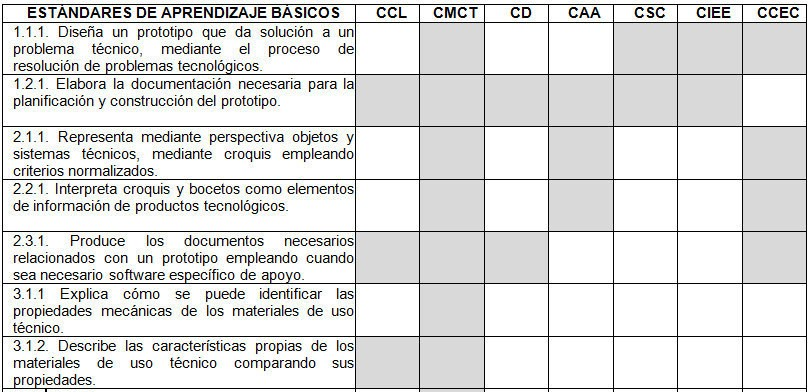 ESTÁNDARES DE APRENDIZAJE BÁSICOS CCL CMCT CD CAA CSC CIEE CCEC
1.1.1. Diseña un prototipo que da solución a un
problema técnico, mediante el proceso de
resolución de problemas tecnológicos.
1.2.1. Elabora la documentación necesaria para la
planificación y construcción del prototipo.
2.1.1. Representa mediante perspectiva objetos y
sistemas técnicos, mediante croquis empleando
criterios normalizados.
2.2.1. Interpreta croquis y bocetos como elementos
de información de productos tecnológicos.
2.3.1. Produce los documentos necesarios
relacionados con un prototipo empleando cuando
sea necesario software específico de apoyo.
3.1.1 Explica cómo se puede identificar las
propiedades mecánicas de los materiales de uso
técnico.
3.1.2. Describe las características propias de los
materiales de uso técnico comparando sus
propiedades.